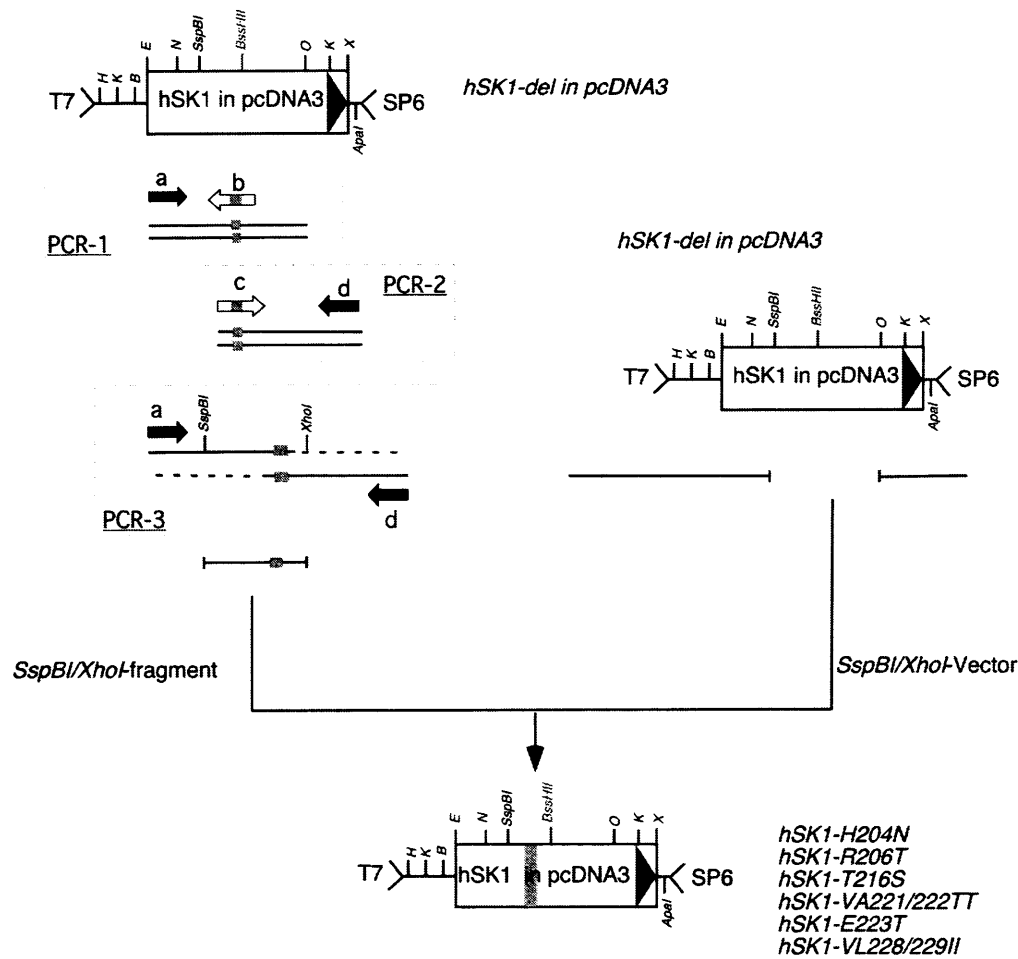 E N SspBI BssHII O K X
H K B
T7 hSK1 in pcDNA3 SP6
ApaI
hSK1-del in pcDNA3
a b
PCR-1
c d
PCR-2
hSK1-del in pcDNA3
E N SspBI BssHII O K X
H K B
T7 hSK1 in pcDNA3 SP6
ApaI
a SspBI XhoI
d
PCR-3
SspBI/XhoI-fragment
SspBI/XhoI-Vector
E N SspBI BssHII O K X
H K B
T7 hSK1 in pcDNA3 SP6
ApaI
hSK1-H204N
hSK1-R206T
hSK1-T216S
hSK1-VA221/222TT
hSK1-E223T
hSK1-VL228/229II